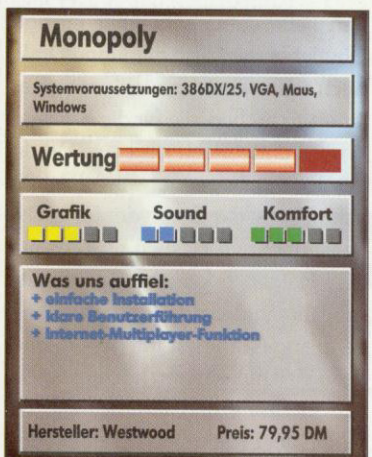 Monopoly
Systemvoraussetzungen: 386DX/25, VGA, Maus,
Windows
Wertung
Grafik Sound Komfort
Was uns auffiel:
+ einfache Installation
+ klare Benutzerführung
+ Internet-Multiplayer-Funktion
Hersteller: Westwood Preis: 79,95 DM